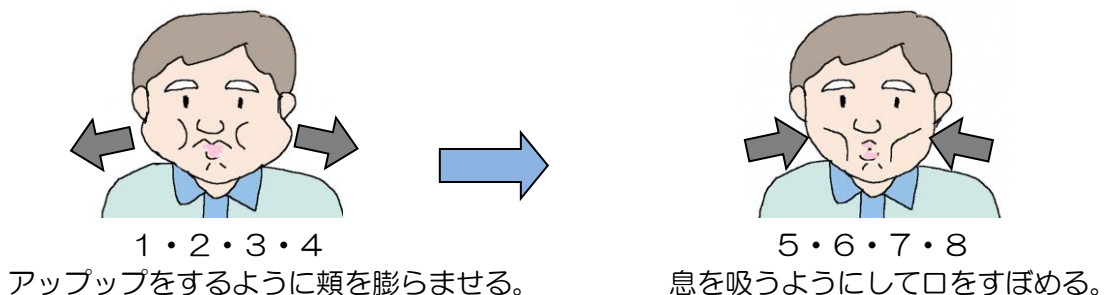 1・2・3・4
アップップをするように頬を膨らませる。
5・6・7・8
息を吸うようにして口をすぼめる。